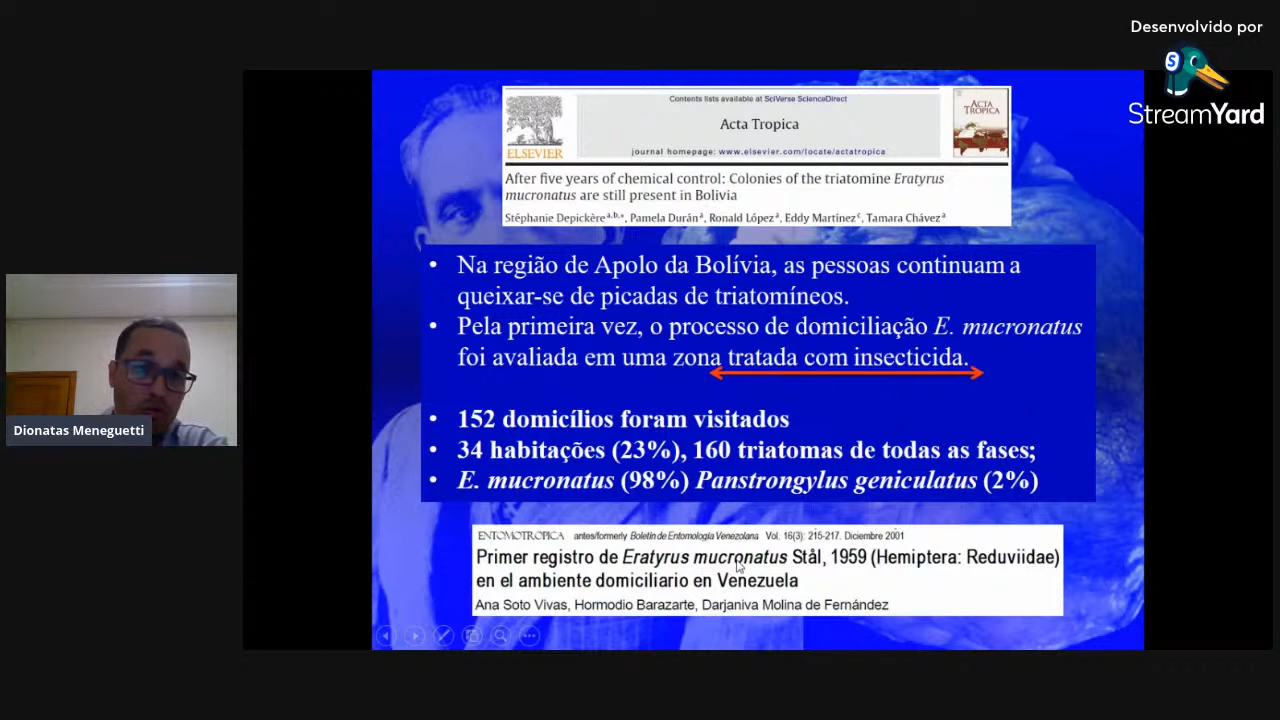 Desenvolvido por
StreamYard
Contents lists available at SciVerse ScienceDirect
Acta Tropica
journal homepage: www.elsevier.com/locate/actatropica
ELSEVIER
ACTA
TROPICA
After five years of chemical control: Colonies of the triatomine Eratyrus
mucronatus are still present in Bolivia
Stéphanie Depickère a,b,*, Pamela Durán a, Ronald López a, Eddy Martínez c, Tamara Chávez a
• Na região de Apolo da Bolívia, as pessoas continuam a
queixar-se de picadas de triatomíneos.
• Pela primeira vez, o processo de domiciliação E. mucronatus
foi avaliada em uma zona tratada com insecticida.
• 152 domicílios foram visitados
• 34 habitações (23%), 160 triatomas de todas as fases;
• E. mucronatus (98%) Panstrongylus geniculatus (2%)
Dionatas Meneguetti
ENTOMOTROPICA antes/formerly Boletín de Entomología Venezolana Vol. 16(3): 215-217. Diciembre 2001
Primer registro de Eratyrus mucronatus Stål, 1959 (Hemiptera: Reduviidae)
en el ambiente domiciliario en Venezuela
Ana Soto Vivas, Hormodio Barazarte, Darjaniva Molina de Fernández